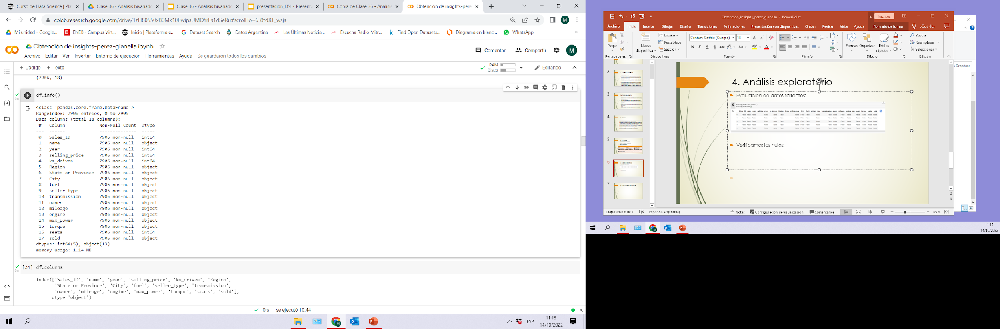 Curso de Data Science | Pla
Clase 36 - Análisis bivariado
Clase 36 - Análisis bivariado
presentacion_DSI - Presenta
Copia de Clase 36 - Analisis
Obtención de insights-pere
colab.research.google.com/drive/1zH80S50xB0Mk10BwipsUMQYrEs1dSeRu#scrollTo=6-8tdXT_wsjs
M
Mi unidad - Google...
ENEB - Campus Virt...
Inicio | Plataforma e...
Dataset Search
Datos Argentina
Las Últimas Noticia...
Escucha Radio Mitr...
Find Open Datasets...
Diagrama en blanc...
WhatsApp
»
Obtención de insights-perez-gianella.ipynb
Archivo Editar Ver Insertar Entorno de ejecución Herramientas Ayuda Se guardaron todos los cambios
Comentar
Compartir
M
+ Código + Texto
RAM
Disco
Editando
(7906, 18)
0 s
df.info()
<class 'pandas.core.frame.DataFrame'>
RangeIndex: 7906 entries, 0 to 7905
Data columns (total 18 columns):
# Column Non-Null Count Dtype
--- ------ -------------- -----
0 Sales_ID 7906 non-null int64
1 name 7906 non-null object
2 year 7906 non-null int64
3 selling_price 7906 non-null int64
4 km_driven 7906 non-null int64
5 Region 7906 non-null object
6 State or Province 7906 non-null object
7 City 7906 non-null object
8 fuel 7906 non-null object
9 seller_type 7906 non-null object
10 transmission 7906 non-null object
11 owner 7906 non-null object
12 mileage 7906 non-null object
13 engine 7906 non-null object
14 max_power 7906 non-null object
15 torque 7906 non-null object
16 seats 7906 non-null int64
17 sold 7906 non-null object
dtypes: int64(5), object(13)
memory usage: 1.1+ MB
0 s
[24] df.columns
Index(['Sales_ID', 'name', 'year', 'selling_price', 'km_driven', 'Region',
'State or Province', 'City', 'fuel', 'seller_type', 'transmission',
'owner', 'mileage', 'engine', 'max_power', 'torque', 'seats', 'sold'],
dtype='object')
0 s se ejecutó 10:44
ESP
11:15
14/10/2022
Obtencion_insights_perez_gianella - PowerPoint
Inic. ses.
Archivo Inicio Insertar Dibujar Diseño Transiciones Animaciones Presentación con diapositivas Grabar Revisar Vista Ayuda Formato de forma ¿Qué des
Pegar
Portapapeles
Nueva
diapositiva
Diseño
Restablecer
Sección
Diapositivas
Century Gothic (Cuerpo) 18
N K S S abc AV Aa A
Fuente
Párrafo
Formas Organizar Estilos
rápidos
Dibujo
Buscar
Reemplazar
Seleccionar
Edición
Dropbox
2
3
4
5
6
7
4. Análisis exploratorio
Evaluación de datos faltantes:
Verificamos los nulos:
Diapositiva 6 de 7 Español (Argentina) Notas Configuración de visualización Comentarios 65 %
11:15
14/10/2022